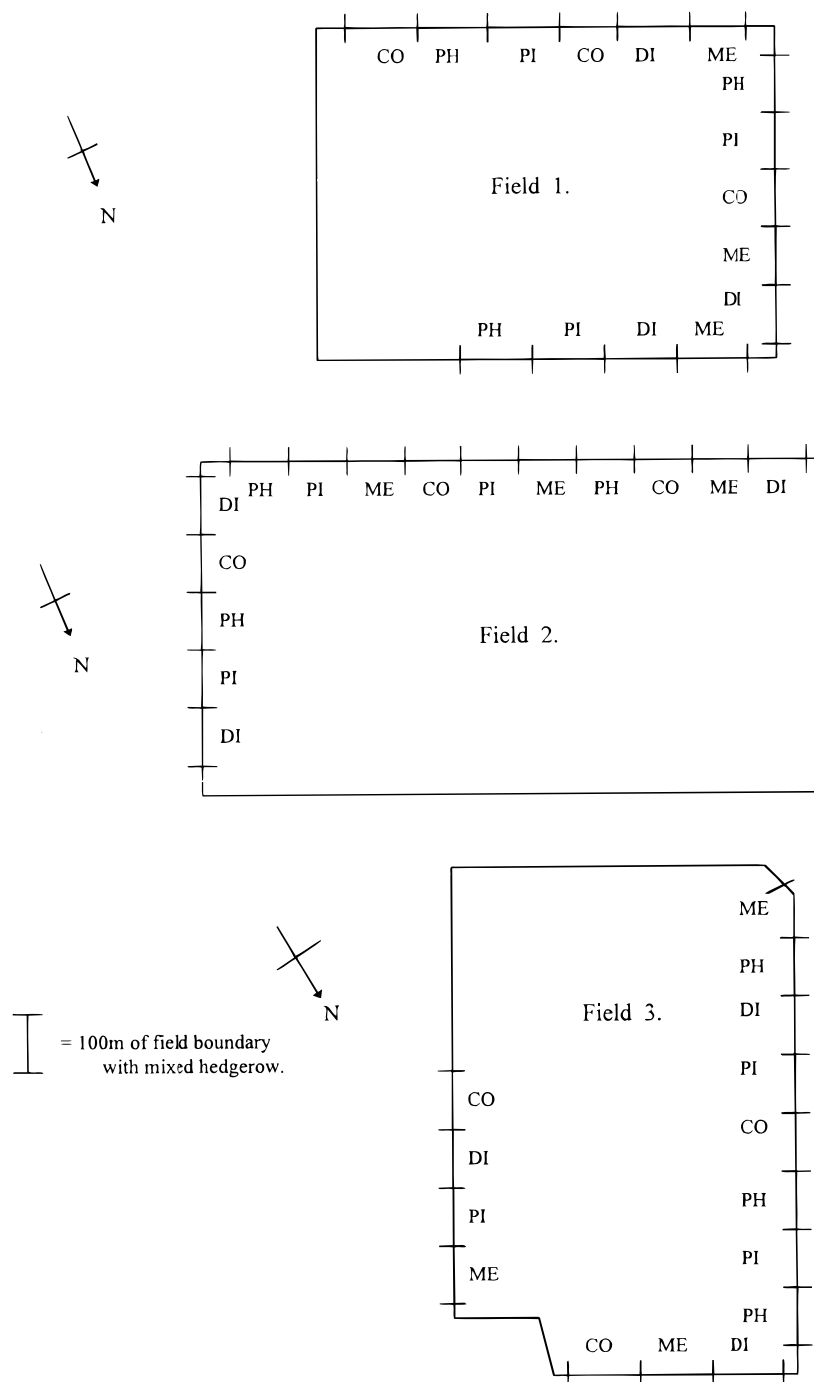 CO PH PI CO DI ME
PH
PI
Field 1.
N
CO
ME
DI
PH PI DI ME
PH PI ME CO PI ME PH CO ME DI
DI
CO
PH
Field 2.
N
PI
DI
ME
PH
DI
Field 3.
N
= 100m of field boundary
with mixed hedgerow.
PI
CO
CO
DI
PH
PI
PI
ME
PH
CO ME DI